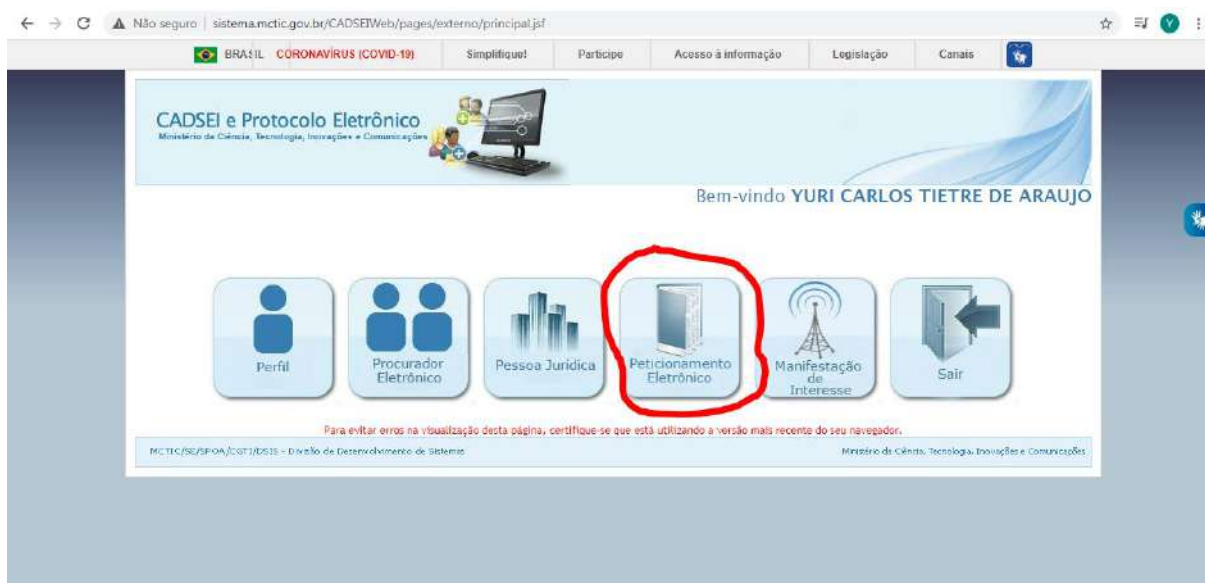 Não seguro | sistema.mctic.gov.br/CADSEIWeb/pages/externo/principal.jsf
Y
BRASIL CORONAVÍRUS (COVID-19) Simplifique! Participe Acesso à informação Legislação Canais
CADSEI e Protocolo Eletrônico
Ministério da Ciência, Tecnologia, Inovações e Comunicações
Bem-vindo YURI CARLOS TIETRE DE ARAUJO
Perfil
Procurador
Eletrônico
Pessoa Jurídica
Peticionamento
Eletrônico
Manifestação
de
Interesse
Sair
Para evitar erros na visualização desta página, certifique-se que está utilizando a versão mais recente do seu navegador.
MCTIC/SE/SPOA/CGTI/DSIS - Divisão de Desenvolvimento de Sistemas Ministério da Ciência, Tecnologia, Inovações e Comunicações